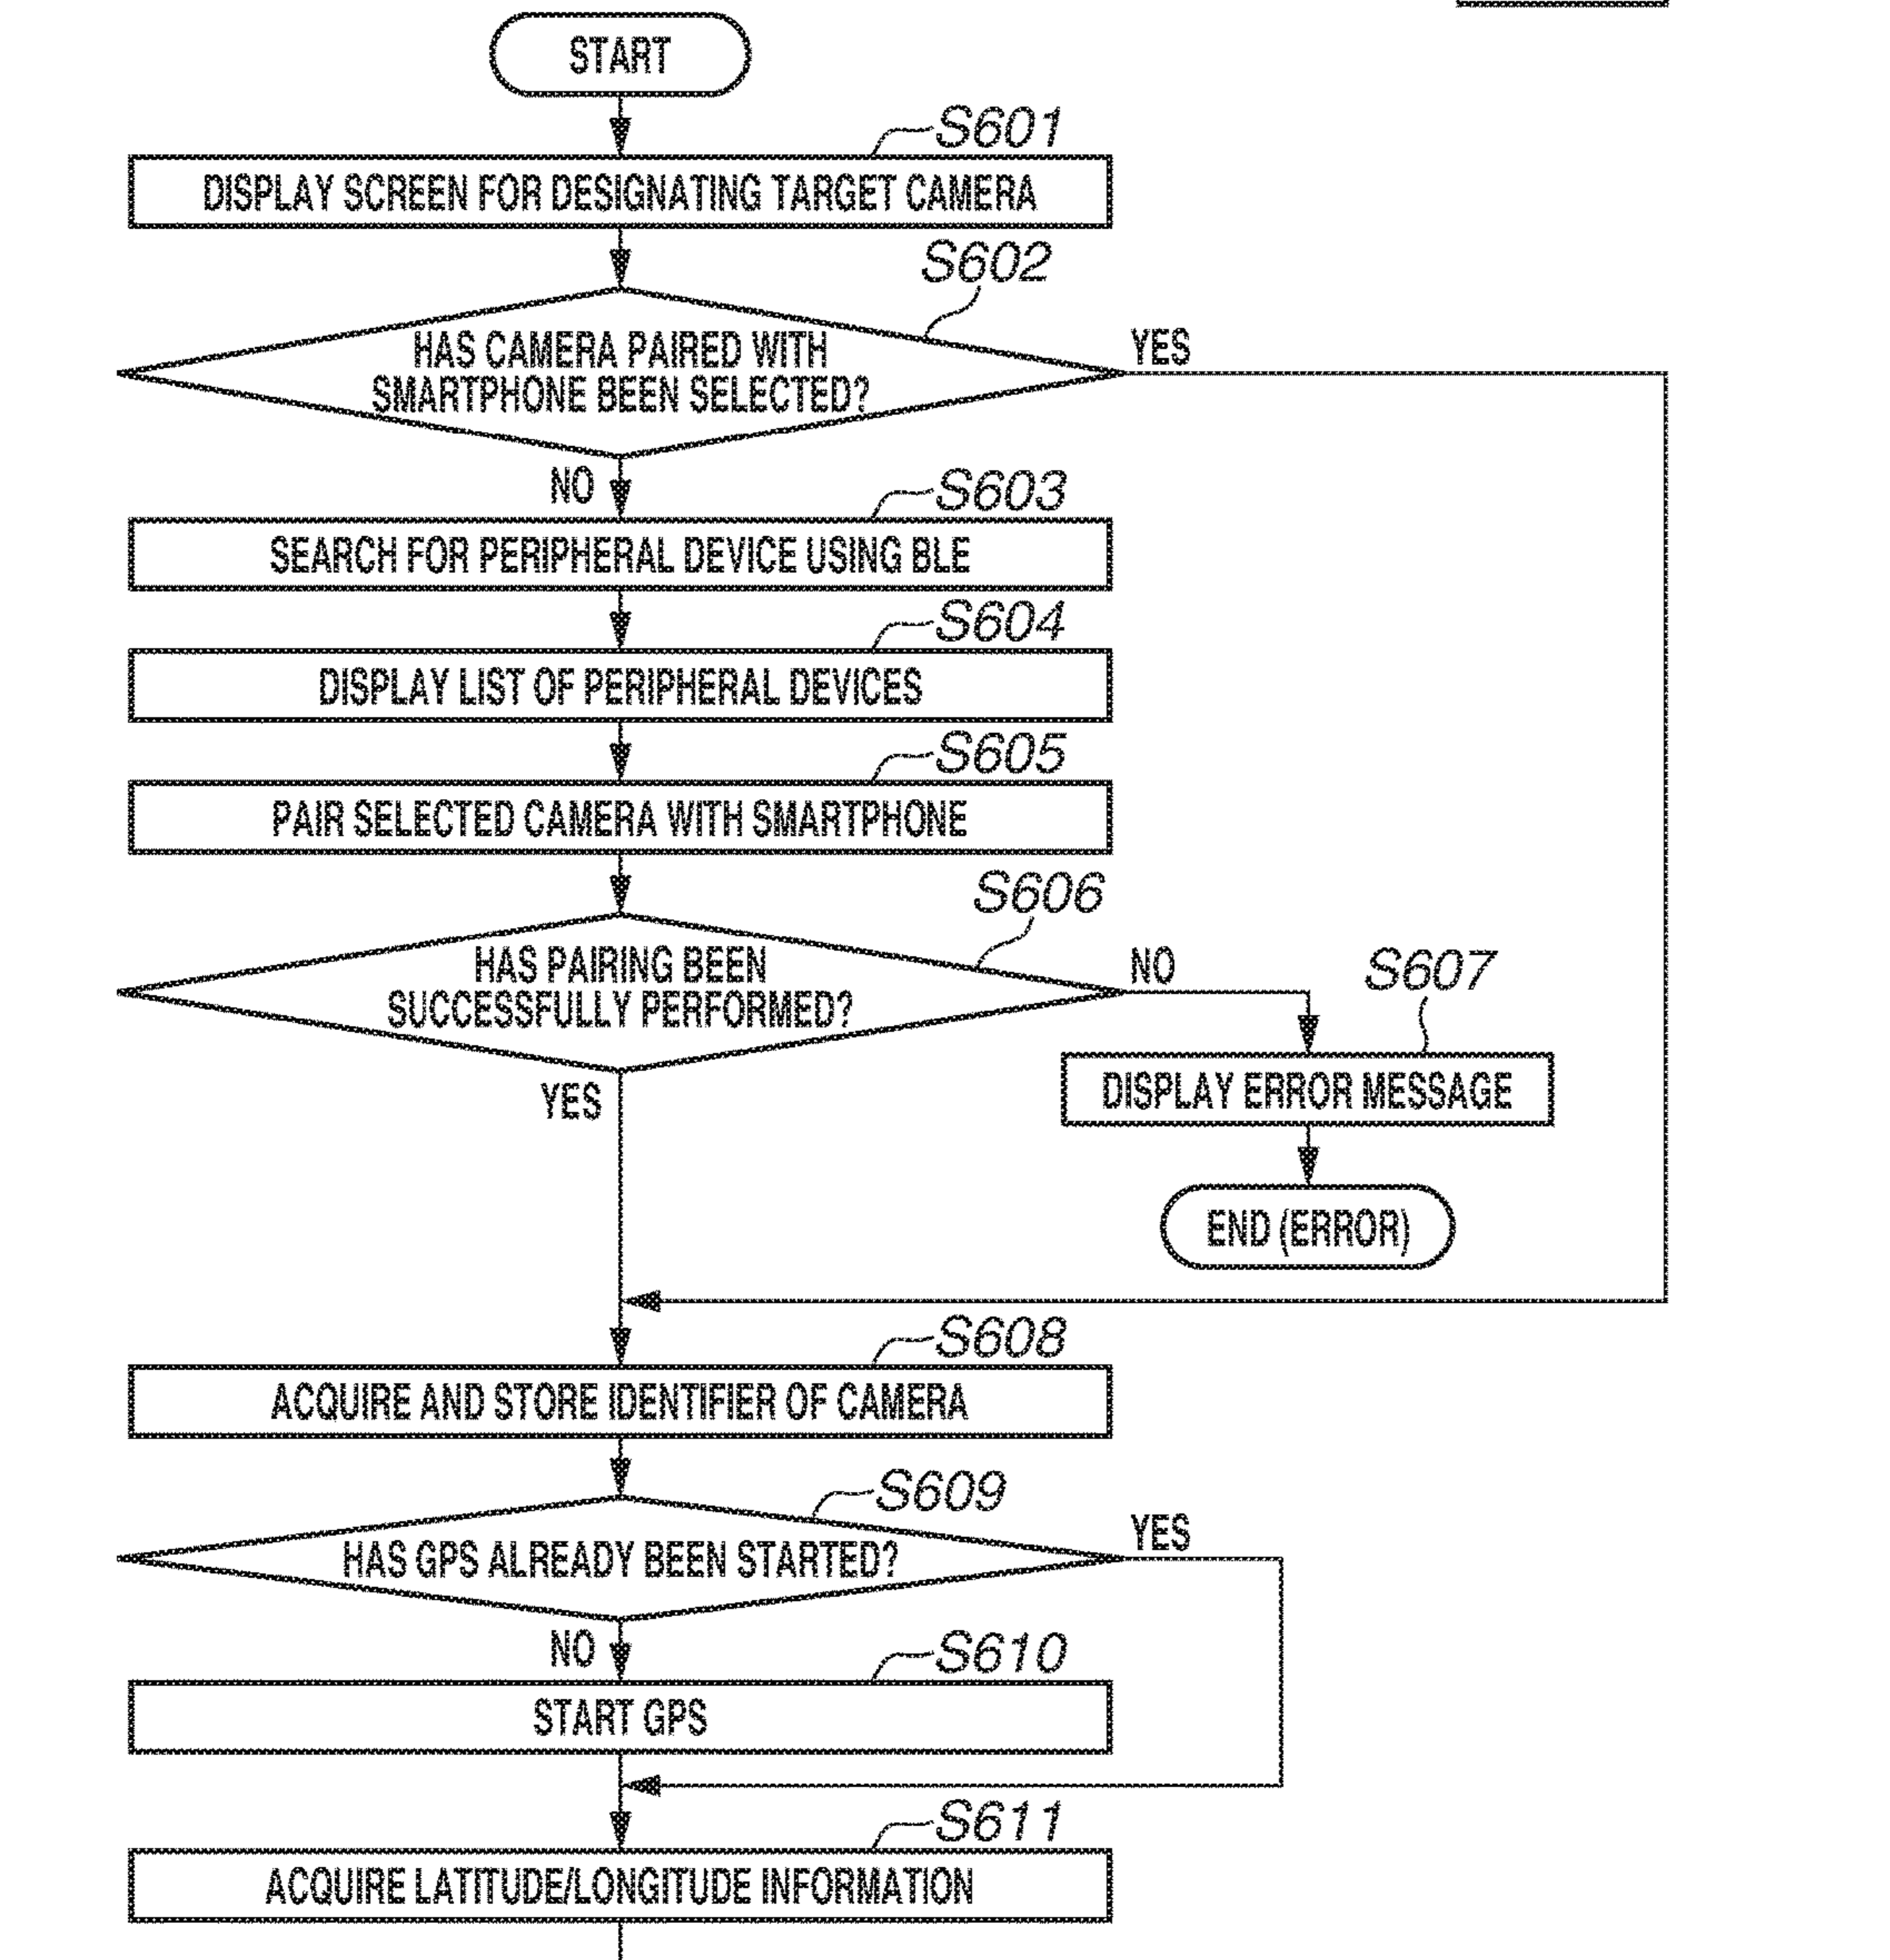 START
S601
DISPLAY SCREEN FOR DESIGNATING TARGET CAMERA
S602
HAS CAMERA PAIRED WITH
SMARTPHONE BEEN SELECTED?
YES
NO
S603
SEARCH FOR PERIPHERAL DEVICE USING BLE
S604
DISPLAY LIST OF PERIPHERAL DEVICES
S605
PAIR SELECTED CAMERA WITH SMARTPHONE
S606
HAS PAIRING BEEN
SUCCESSFULLY PERFORMED?
NO
S607
YES
DISPLAY ERROR MESSAGE
END (ERROR)
S608
ACQUIRE AND STORE IDENTIFIER OF CAMERA
S609
HAS GPS ALREADY BEEN STARTED?
YES
NO
S610
START GPS
S611
ACQUIRE LATITUDE/LONGITUDE INFORMATION